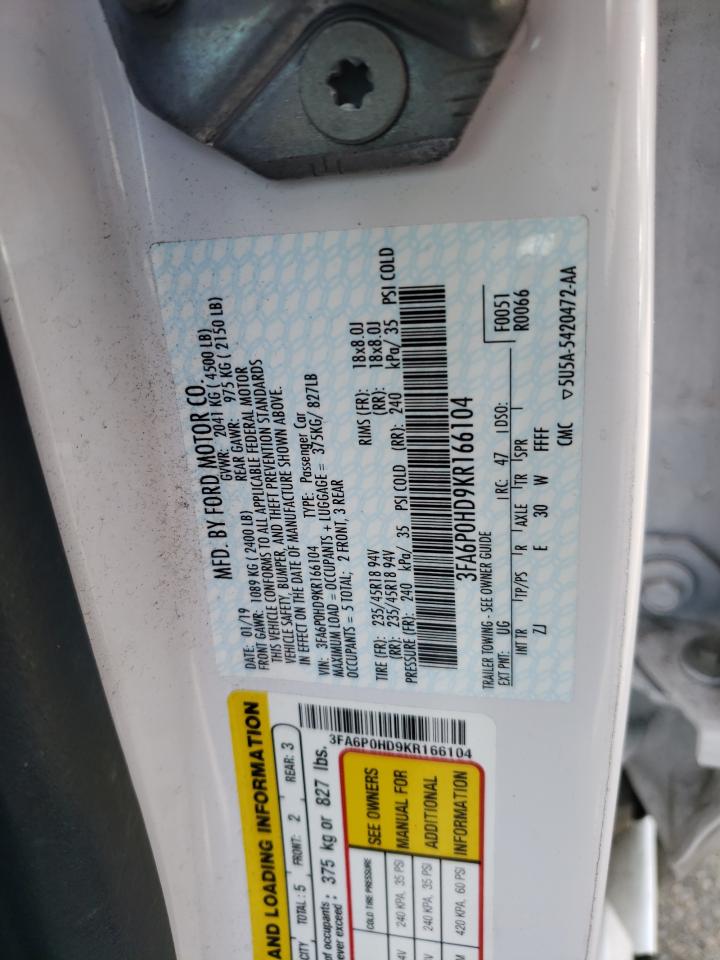 MFD. BY FORD MOTOR CO.
DATE: 01/19 GVWR: 2041 KG ( 4500 LB)
FRONT GAWR: 1089 KG ( 2400 LB) REAR GAWR: 975 KG ( 2150 LB)
THIS VEHICLE CONFORMS TO ALL APPLICABLE FEDERAL MOTOR
VEHICLE SAFETY, BUMPER, AND THEFT PREVENTION STANDARDS
IN EFFECT ON THE DATE OF MANUFACTURE SHOWN ABOVE.
VIN: 3FA6P0HD9KR166104 TYPE: Passenger Car
MAXIMUM LOAD = OCCUPANTS + LUGGAGE = 375KG/ 827LB
OCCUPANTS = 5 TOTAL: 2 FRONT, 3 REAR
TIRE (FR): 235/45R18 94V RIMS (FR): 18x8.0J
(RR): 235/45R18 94V (RR): 18x8.0J
PRESSURE (FR): 240 kPa/ 35 PSI COLD (RR): 240 kPa/ 35 PSI COLD
3FA6P0HD9KR166104
TRAILER TOWING - SEE OWNER GUIDE F0051
EXT PNT: UG RC: 47 DSO: R0066
INT TR TP/PS R AXLE TR SPR
ZJ E 30 W FFFF
CMC ▽5U5A-5420472-AA
AND LOADING INFORMATION
CITY TOTAL: 5 FRONT: 2 REAR: 3
of occupants : 375 kg or 827 lbs.
ever exceed :
3FA6P0HD9KR166104
COLD TIRE PRESSURE SEE OWNERS
4V 240 KPA, 35 PSI MANUAL FOR
4V 240 KPA, 35 PSI ADDITIONAL
M 420 KPA, 60 PSI INFORMATION